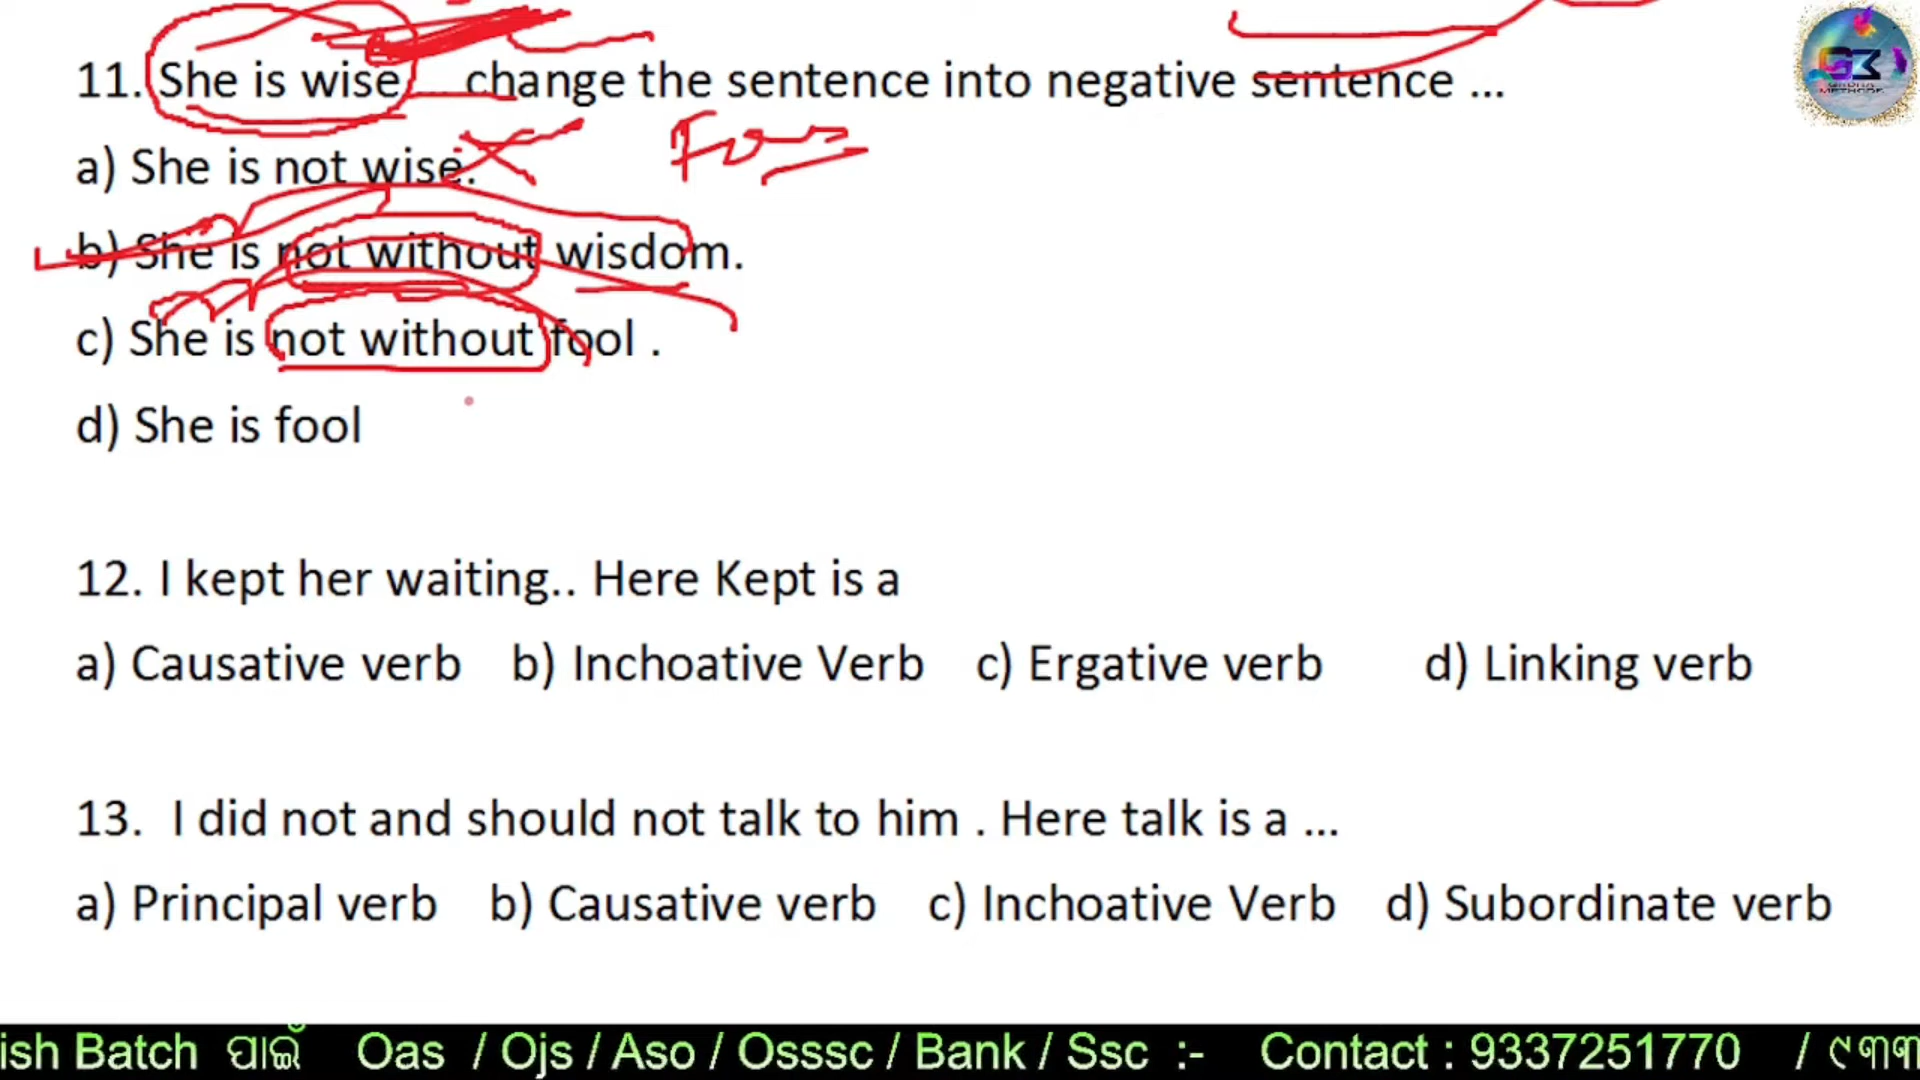 11. She is wise ... change the sentence into negative sentence ...
a) She is not wise.
b) She is not without wisdom.
c) She is not without fool .
d) She is fool
12. I kept her waiting.. Here Kept is a
a) Causative verb b) Inchoative Verb c) Ergative verb d) Linking verb
13. I did not and should not talk to him . Here talk is a ...
a) Principal verb b) Causative verb c) Inchoative Verb d) Subordinate verb
ish Batch ପାଇଁ Oas / Ojs / Aso / Osssc / Bank / Ssc :- Contact : 9337251770 / ୯୩୩